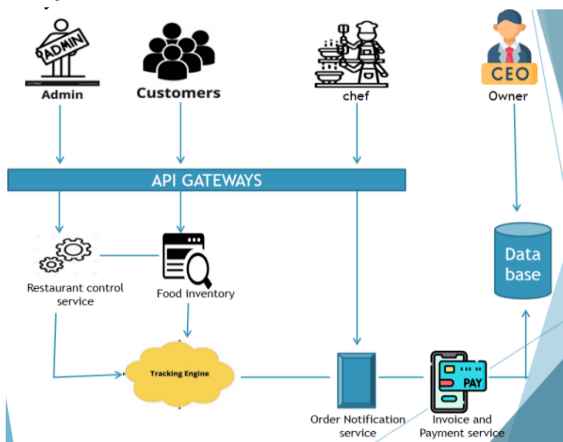 ADMIN
CEO
Admin
Customers
chef
Owner
API GATEWAYS
Data
base
Restaurant control
service
Food inventory
Tracking Engine
PAY
Order Notification
service
Invoice and
Payment service